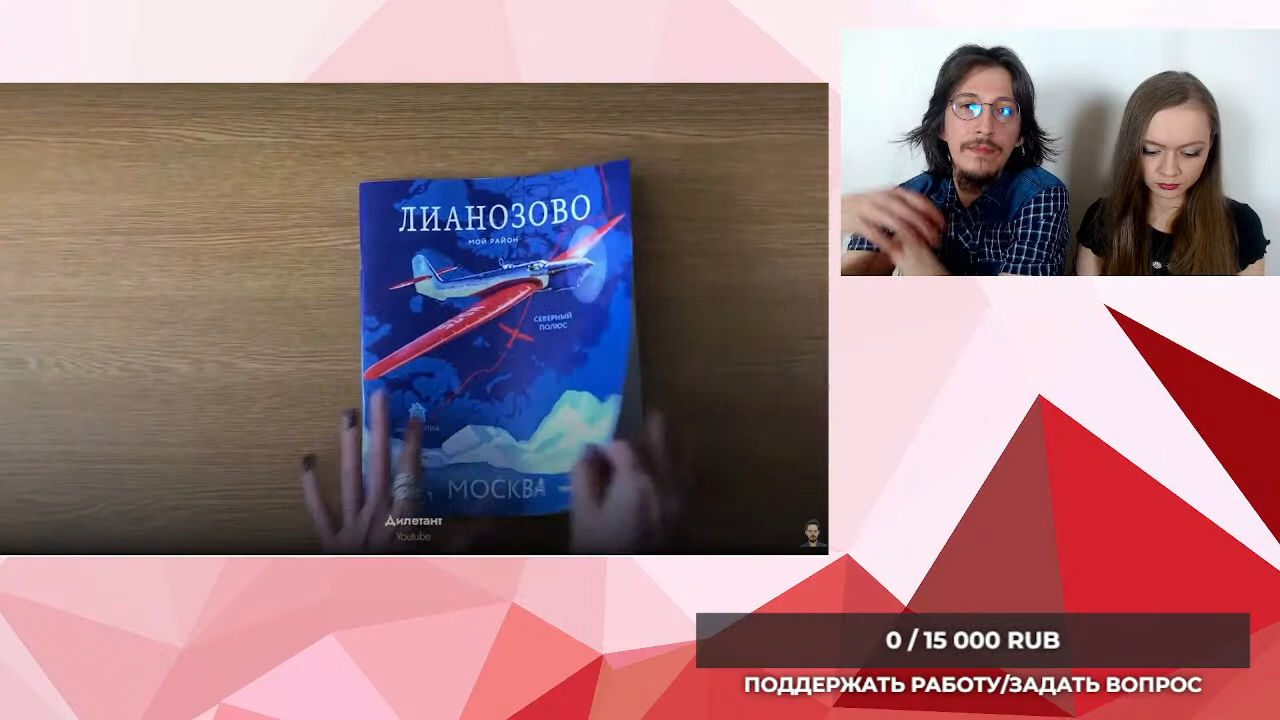 ЛИАНОЗОВО
МОЙ РАЙОН
СЕВЕРНЫЙ
ПОЛЮС
МОСКВА
Дилетант
Youtube
0 / 15 000 RUB
ПОДДЕРЖАТЬ РАБОТУ/ЗАДАТЬ ВОПРОС